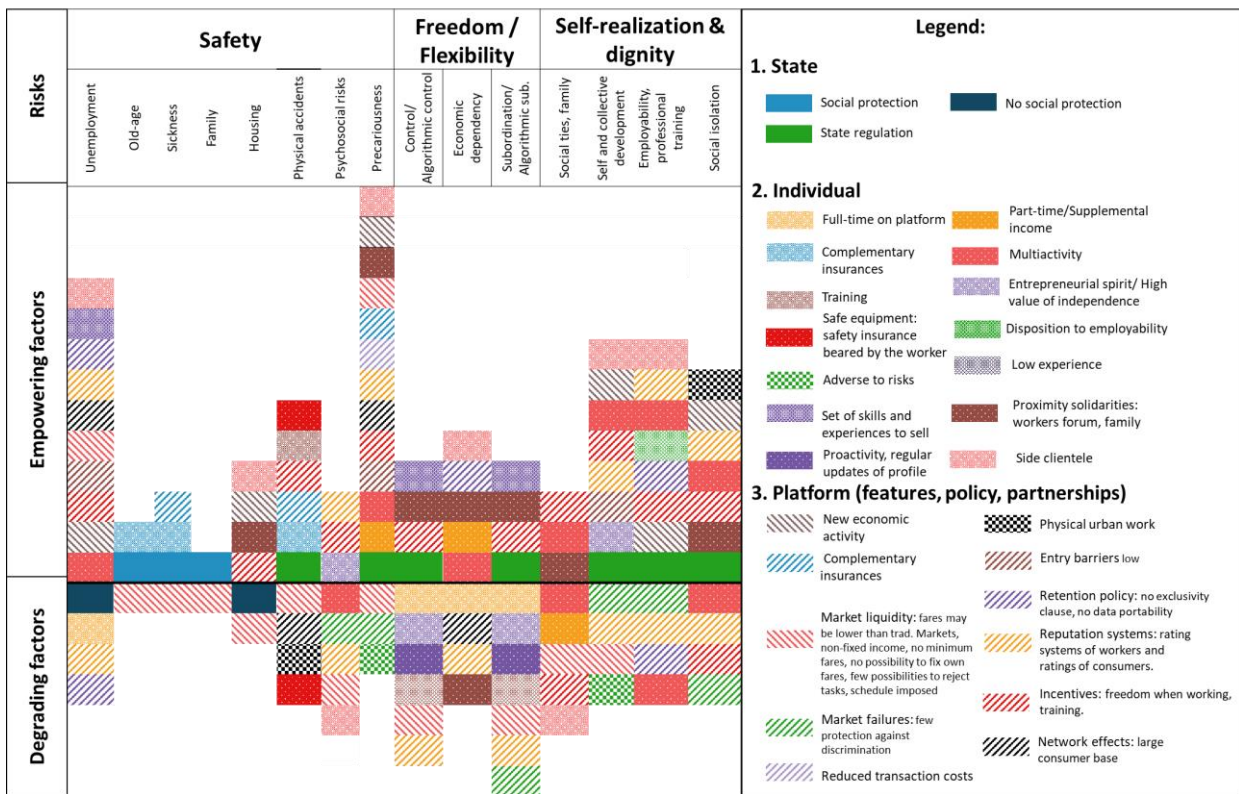 Risks
Safety
Freedom /
Flexibility
Self-realization &
dignity
Unemployment
Old-age
Sickness
Family
Housing
Physical accidents
Psychosocial risks
Precariousness
Control/
Algorithmic control
Economic
dependency
Subordination/
Algorithmic sub.
Social ties, family
Self and collective
development
Employability,
professional
training
Social isolation
Empowering factors
Degrading factors
Legend:
1. State
Social protection
No social protection
State regulation
2. Individual
Full-time on platform
Part-time/Supplemental
income
Complementary
insurances
Multiactivity
Training
Entrepreneurial spirit/ High
value of independence
Safe equipment:
safety insurance
beared by the worker
Disposition to employability
Adverse to risks
Low experience
Set of skills and
experiences to sell
Proximity solidarities:
workers forum, family
Proactivity, regular
updates of profile
Side clientele
3. Platform (features, policy, partnerships)
New economic
activity
Physical urban work
Complementary
insurances
Entry barriers low
Market liquidity: fares may
be lower than trad. Markets,
non-fixed income, no minimum
fares, no possibility to fix own
fares, few possibilities to reject
tasks, schedule imposed
Retention policy: no exclusivity
clause, no data portability
Reputation systems: rating
systems of workers and
ratings of consumers.
Incentives: freedom when working,
training.
Market failures: few
protection against
discrimination
Network effects: large
consumer base
Reduced transaction costs